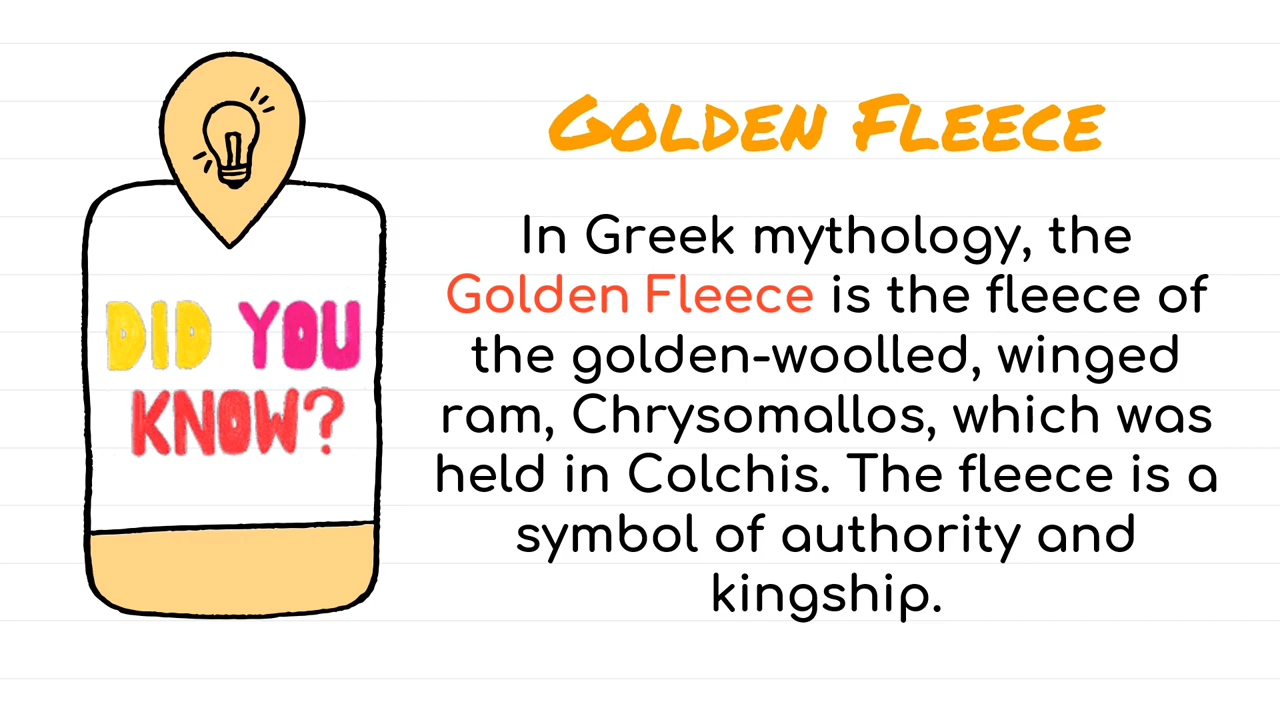 DID YOU
KNOW?
GOLDEN FLEECE
In Greek mythology, the
Golden Fleece is the fleece of
the golden-woolled, winged
ram, Chrysomallos, which was
held in Colchis. The fleece is a
symbol of authority and
kingship.